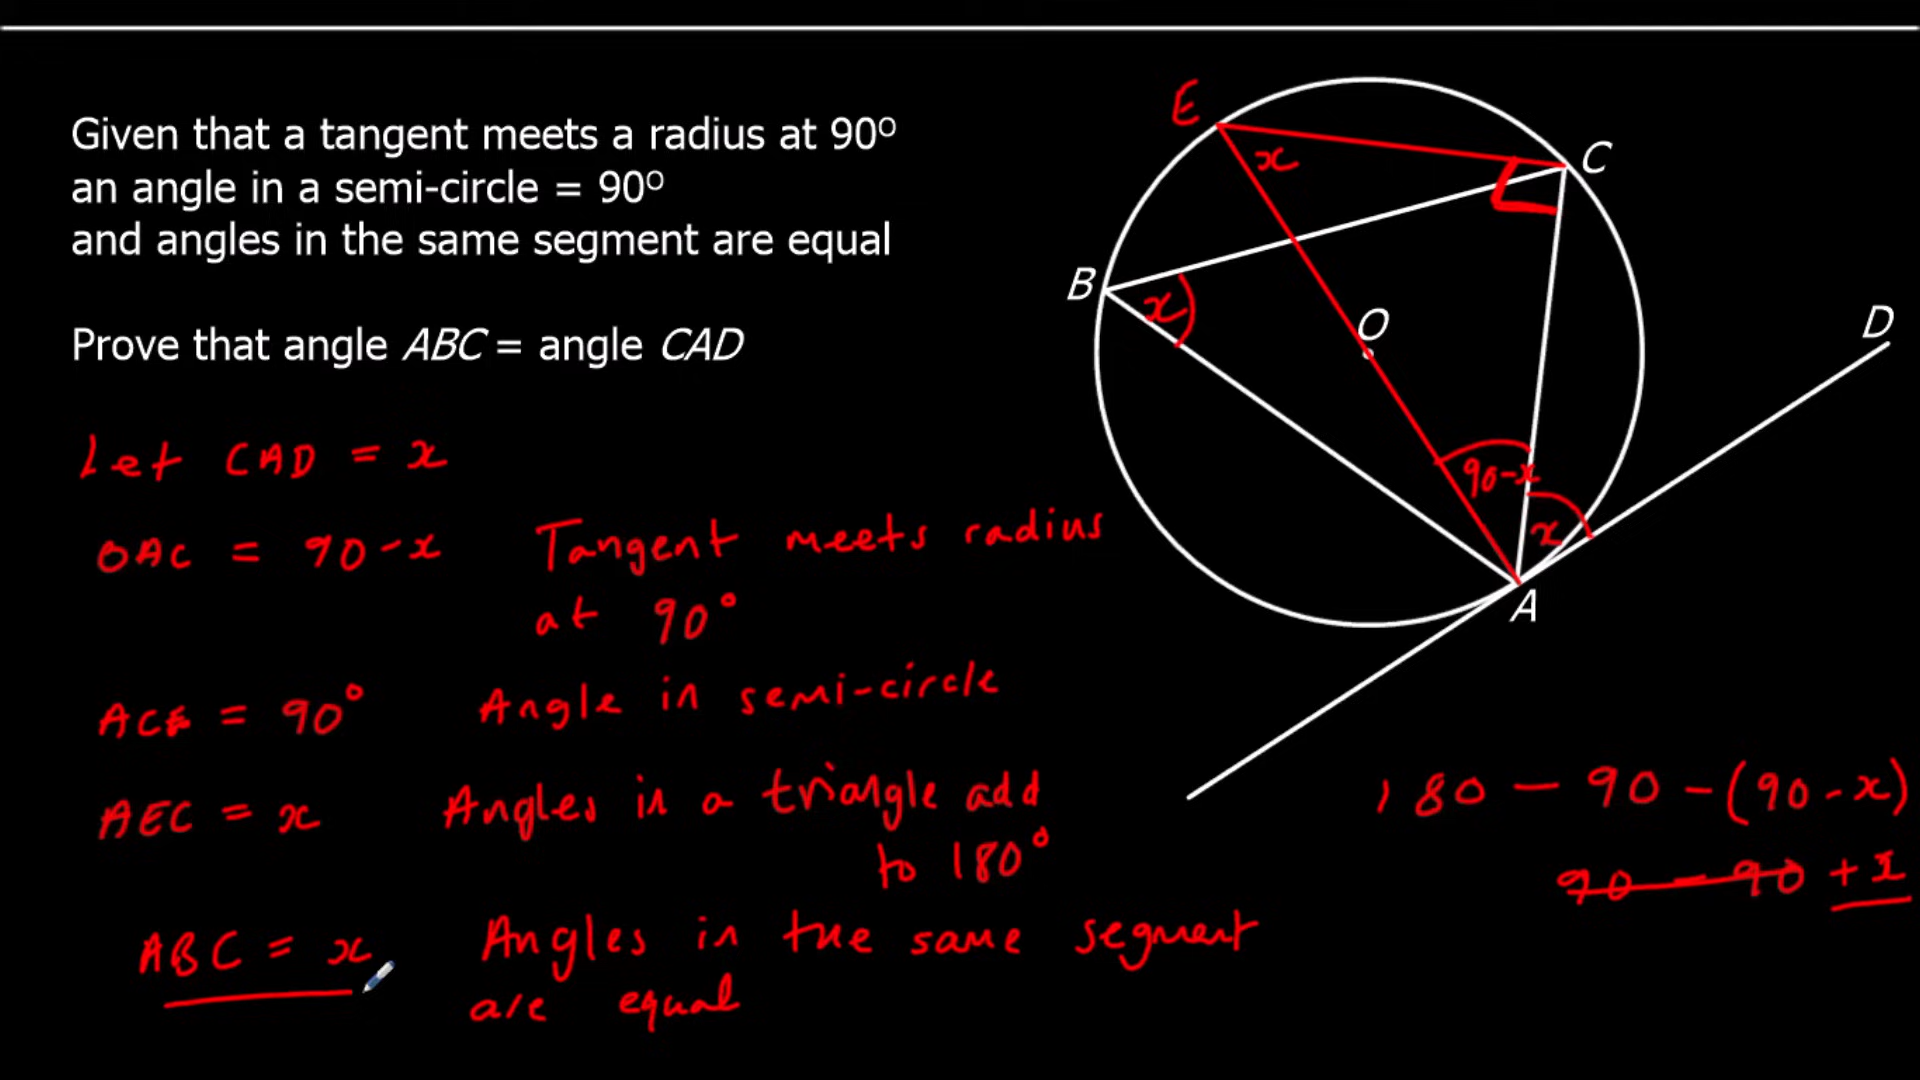 Given that a tangent meets a radius at 90º
an angle in a semi-circle = 90º
and angles in the same segment are equal
Prove that angle ABC = angle CAD
Let CAD = x
OAC = 90-x Tangent meets radius
at 90°
ACE = 90° Angle in semi-circle
AEC = x Angles in a triangle add
to 180°
ABC = x Angles in the same segment
are equal
E
x
C
B
x
O
D
90-x
x
A
180 - 90 - (90-x)
90 - 90 + x